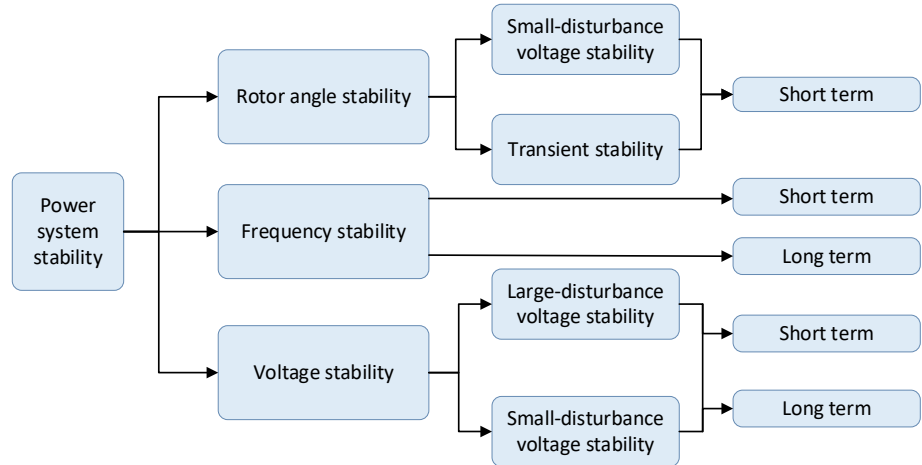 Power
system
stability
Rotor angle stability
Small-disturbance
voltage stability
Transient stability
Short term
Frequency stability
Short term
Long term
Voltage stability
Large-disturbance
voltage stability
Small-disturbance
voltage stability
Short term
Long term